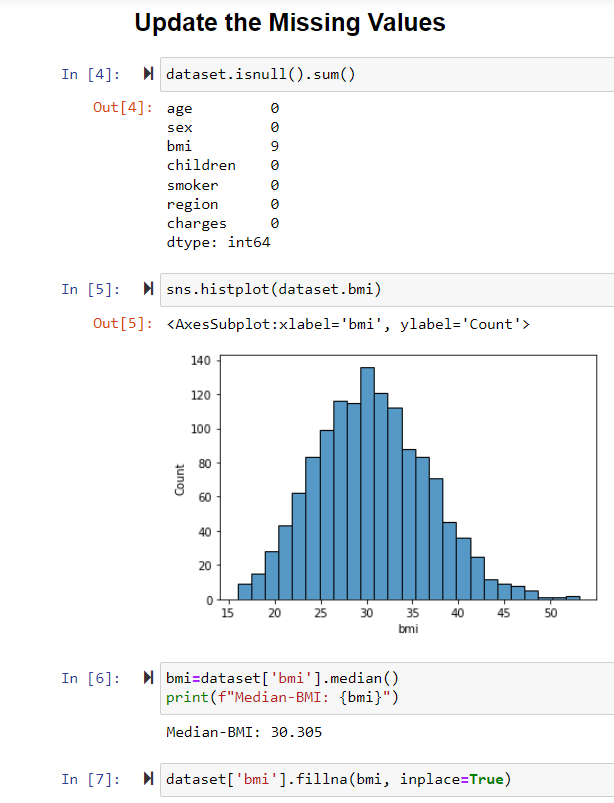 Update the Missing Values
In [4]: dataset.isnull().sum()
Out[4]: age 0
sex 0
bmi 9
children 0
smoker 0
region 0
charges 0
dtype: int64
In [5]: sns.histplot(dataset.bmi)
Out[5]: <AxesSubplot:xlabel='bmi', ylabel='Count'>
140
120
100
80
60
40
20
0
Count
15 20 25 30 35 40 45 50
bmi
In [6]: bmi=dataset['bmi'].median()
print(f"Median-BMI: {bmi}")
Median-BMI: 30.305
In [7]: dataset['bmi'].fillna(bmi, inplace=True)